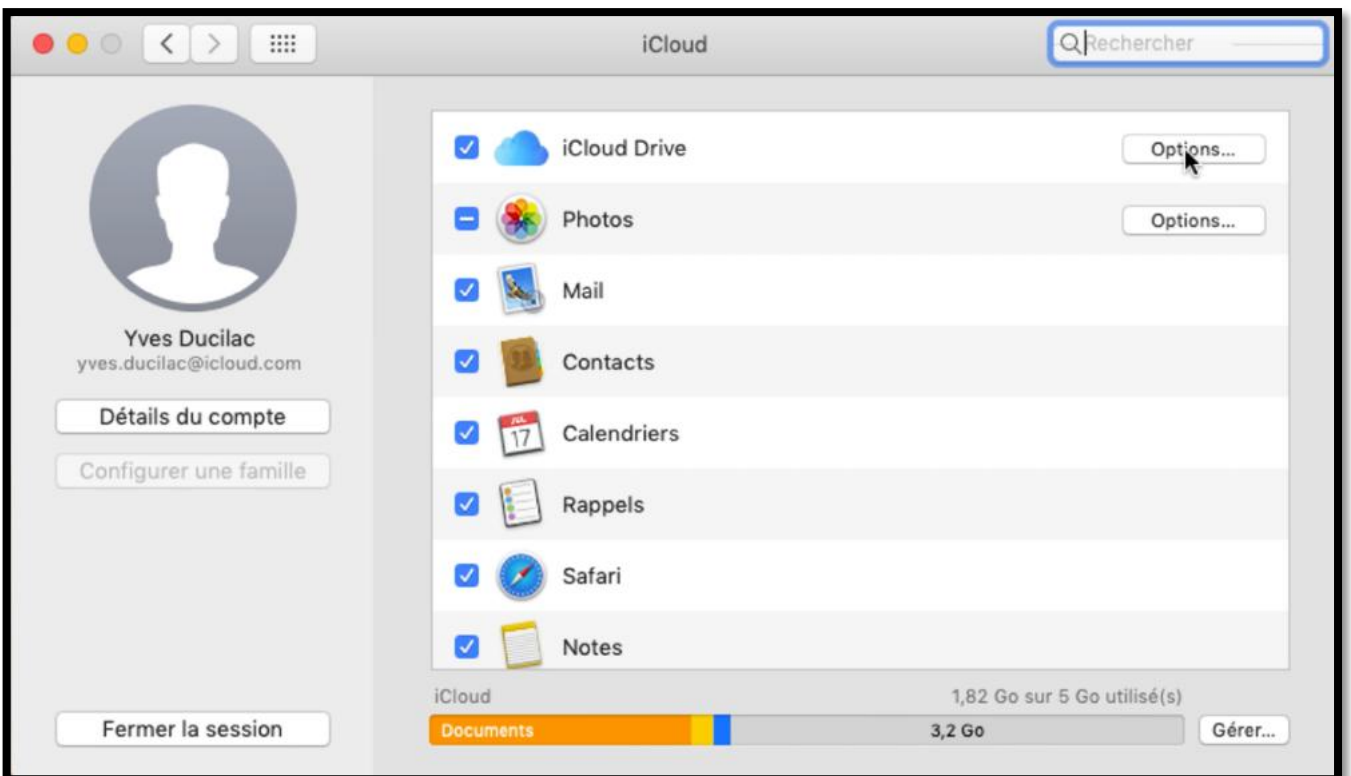 iCloud
Rechercher
Yves Ducilac
yves.ducilac@icloud.com
Détails du compte
Configurer une famille
Fermer la session
iCloud Drive
Options...
Photos
Options...
Mail
Contacts
JUL
17
Calendriers
Rappels
Safari
Notes
iCloud
1,82 Go sur 5 Go utilisé(s)
Documents
3,2 Go
Gérer...